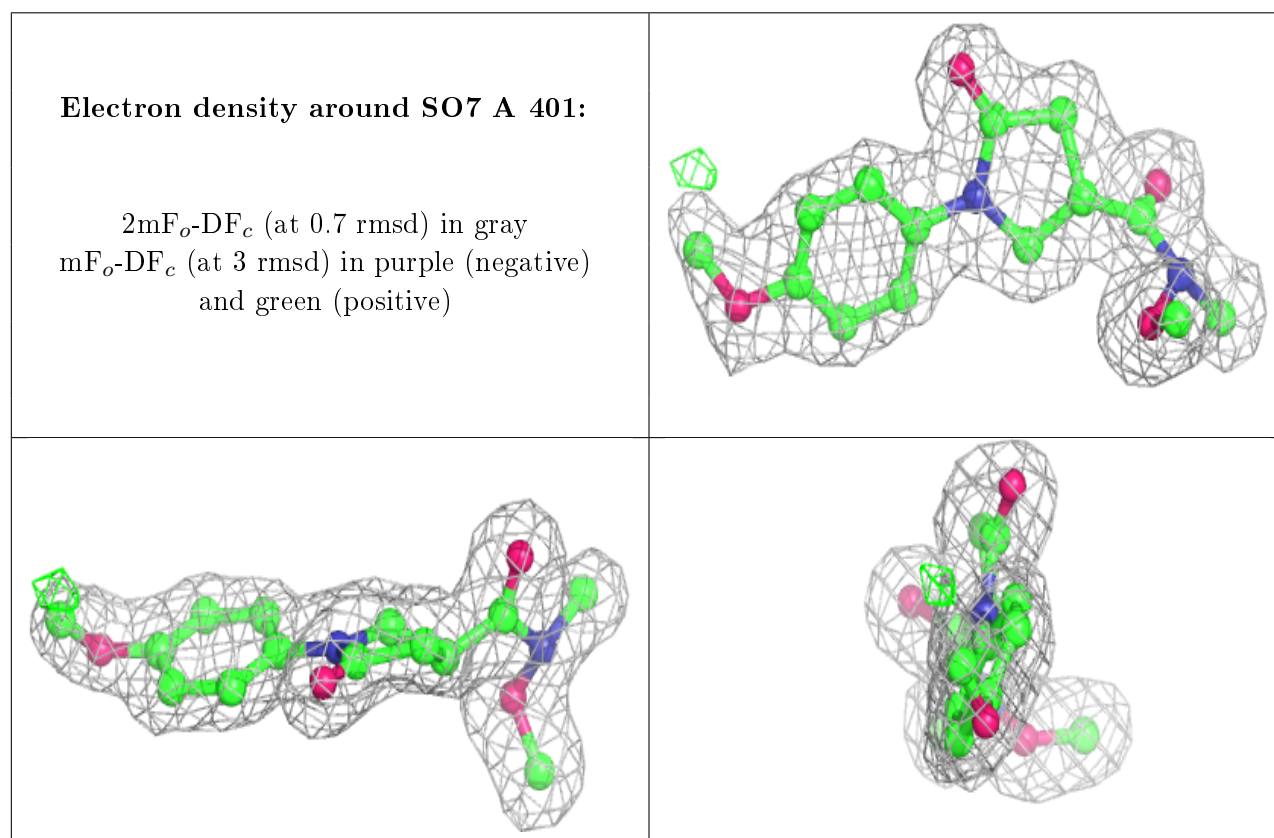 Electron density around SO7 A 401:
2mFo-DFc (at 0.7 rmsd) in gray
mFo-DFc (at 3 rmsd) in purple (negative)
and green (positive)